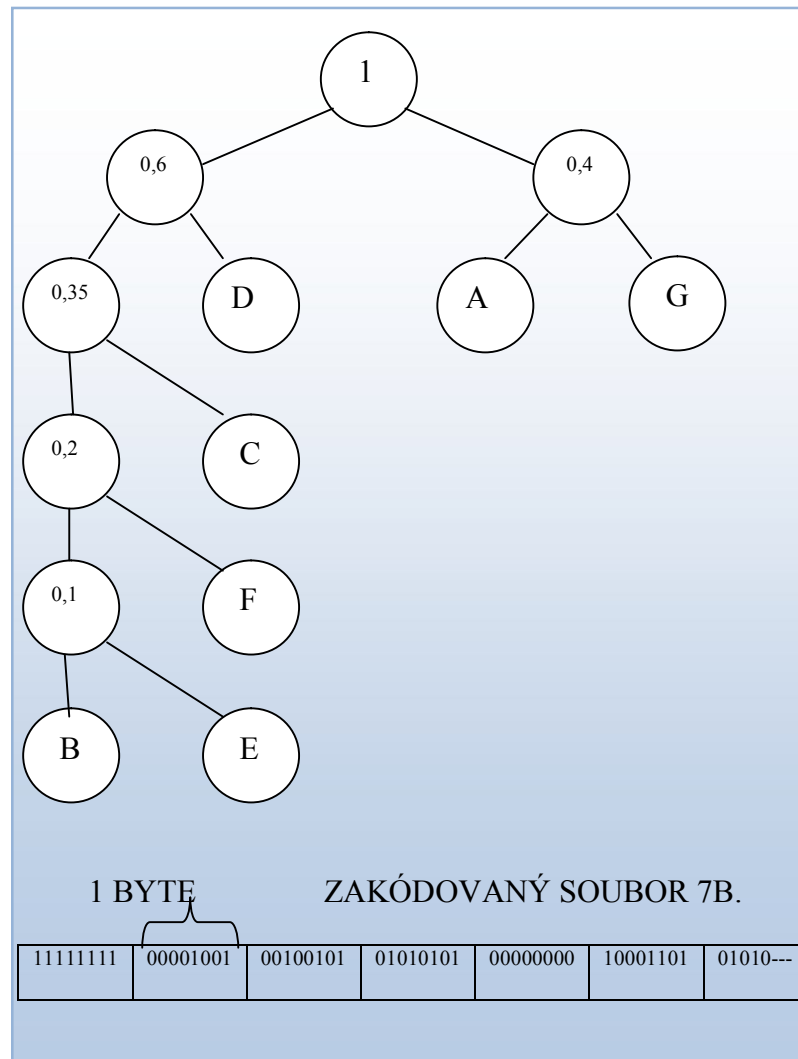 1
0,6 0,4
0,35 D A G
0,2 C
0,1 F
B E
1 BYTE ZAKÓDOVANÝ SOUBOR 7B.
11111111 00001001 00100101 01010101 00000000 10001101 01010---